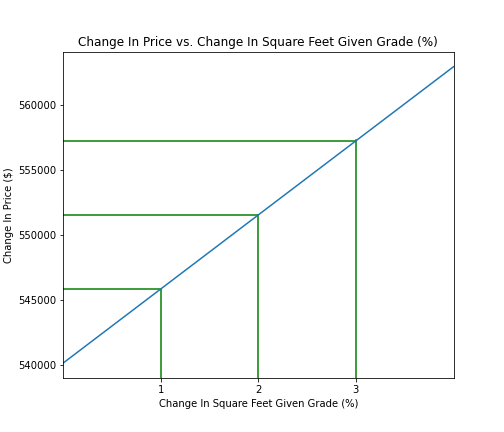 Change In Price vs. Change In Square Feet Given Grade (%)
Change In Price ($)
560000
555000
550000
545000
540000
1 2 3
Change In Square Feet Given Grade (%)